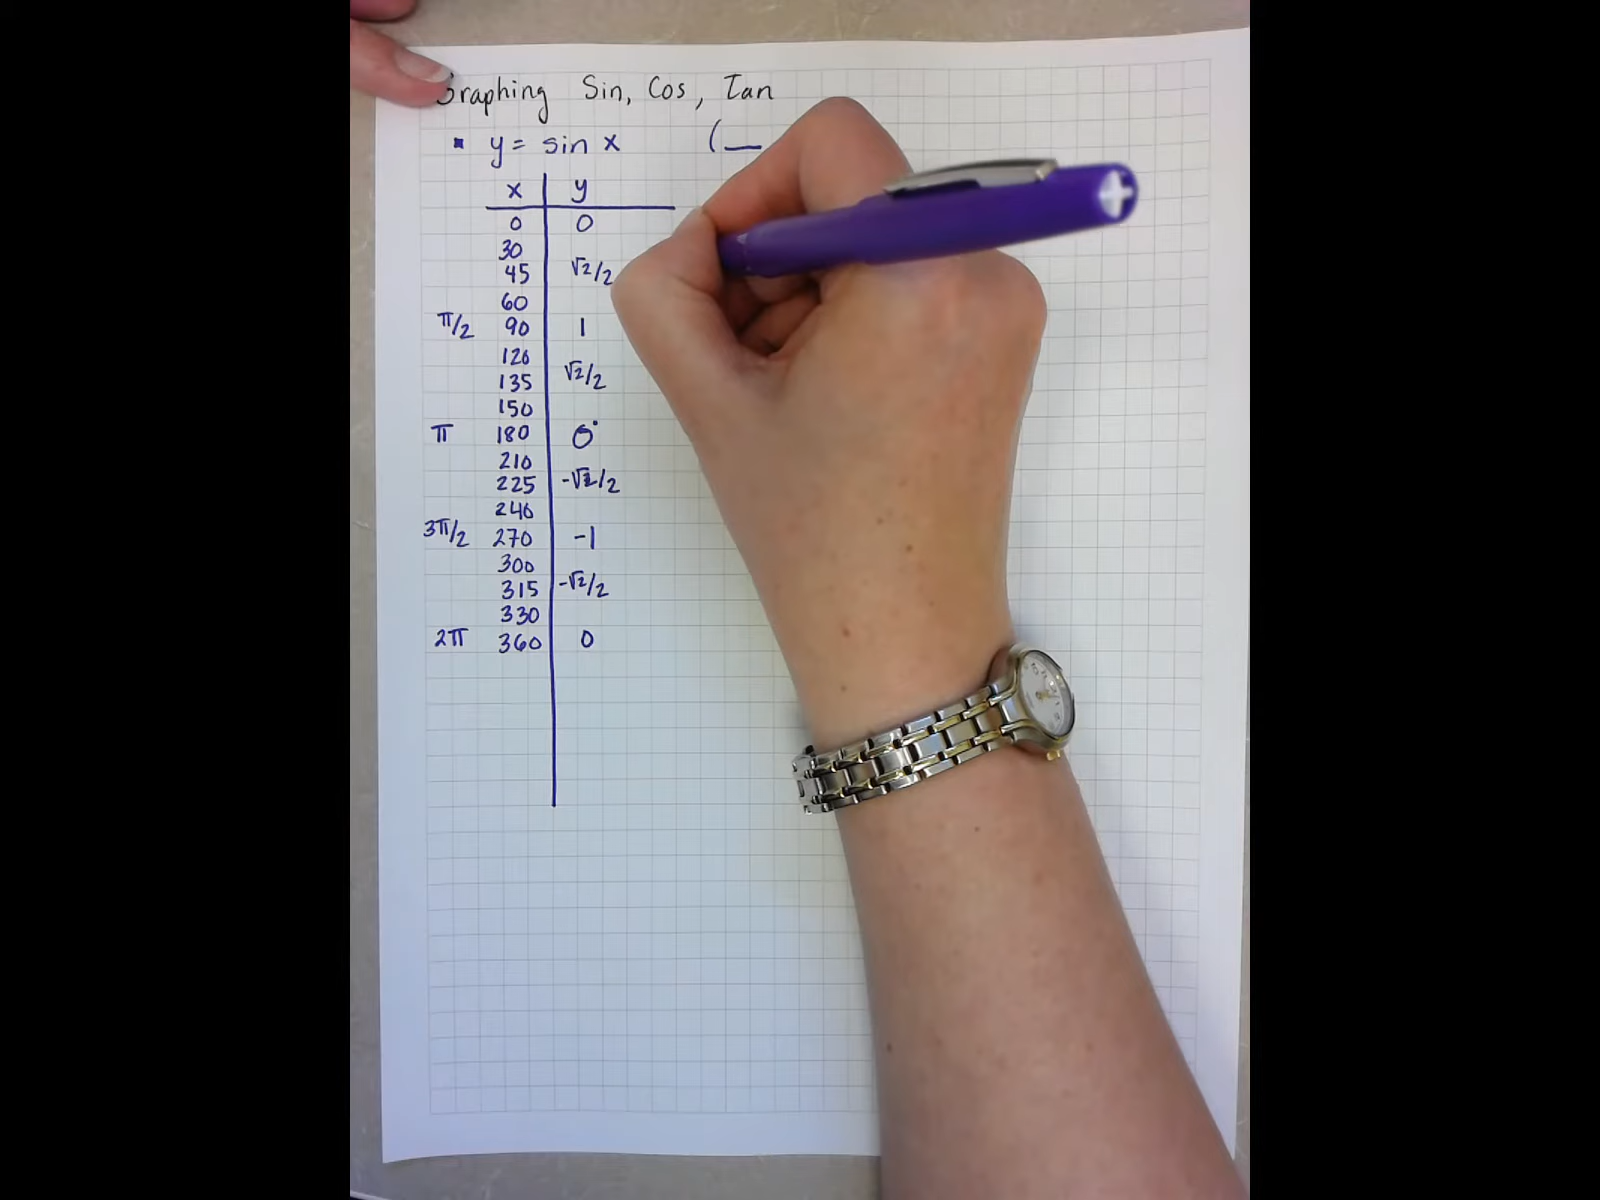 Graphing Sin, Cos, Tan
▪ y = sin x (__
x y
0 0
30
45 √2/2
60
π/2 90 1
120
135 √2/2
150
π 180 0
210
225 -√2/2
240
3π/2 270 -1
300
315 -√2/2
330
2π 360 0